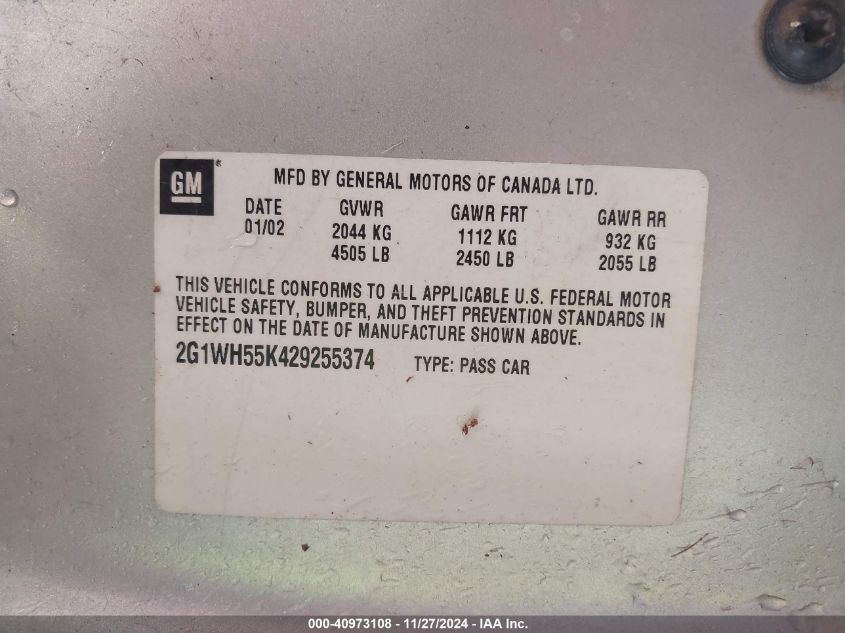 GM
MFD BY GENERAL MOTORS OF CANADA LTD.
DATE GVWR GAWR FRT GAWR RR
01/02 2044 KG 1112 KG 932 KG
4505 LB 2450 LB 2055 LB
THIS VEHICLE CONFORMS TO ALL APPLICABLE U.S. FEDERAL MOTOR
VEHICLE SAFETY, BUMPER, AND THEFT PREVENTION STANDARDS IN
EFFECT ON THE DATE OF MANUFACTURE SHOWN ABOVE.
2G1WH55K429255374 TYPE: PASS CAR
000-40973108 - 11/27/2024 - IAA Inc.